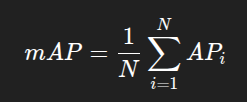 mAP = \frac{1}{N} \sum_{i=1}^{N} AP_i